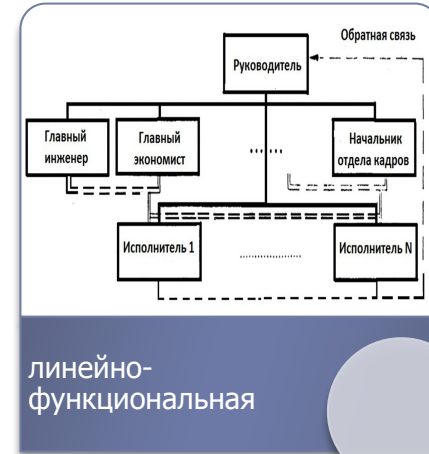 Обратная связь
Руководитель
Главный
инженер
Главный
экономист
Начальник
отдела кадров
Исполнитель 1
Исполнитель N
линейно-
функциональная